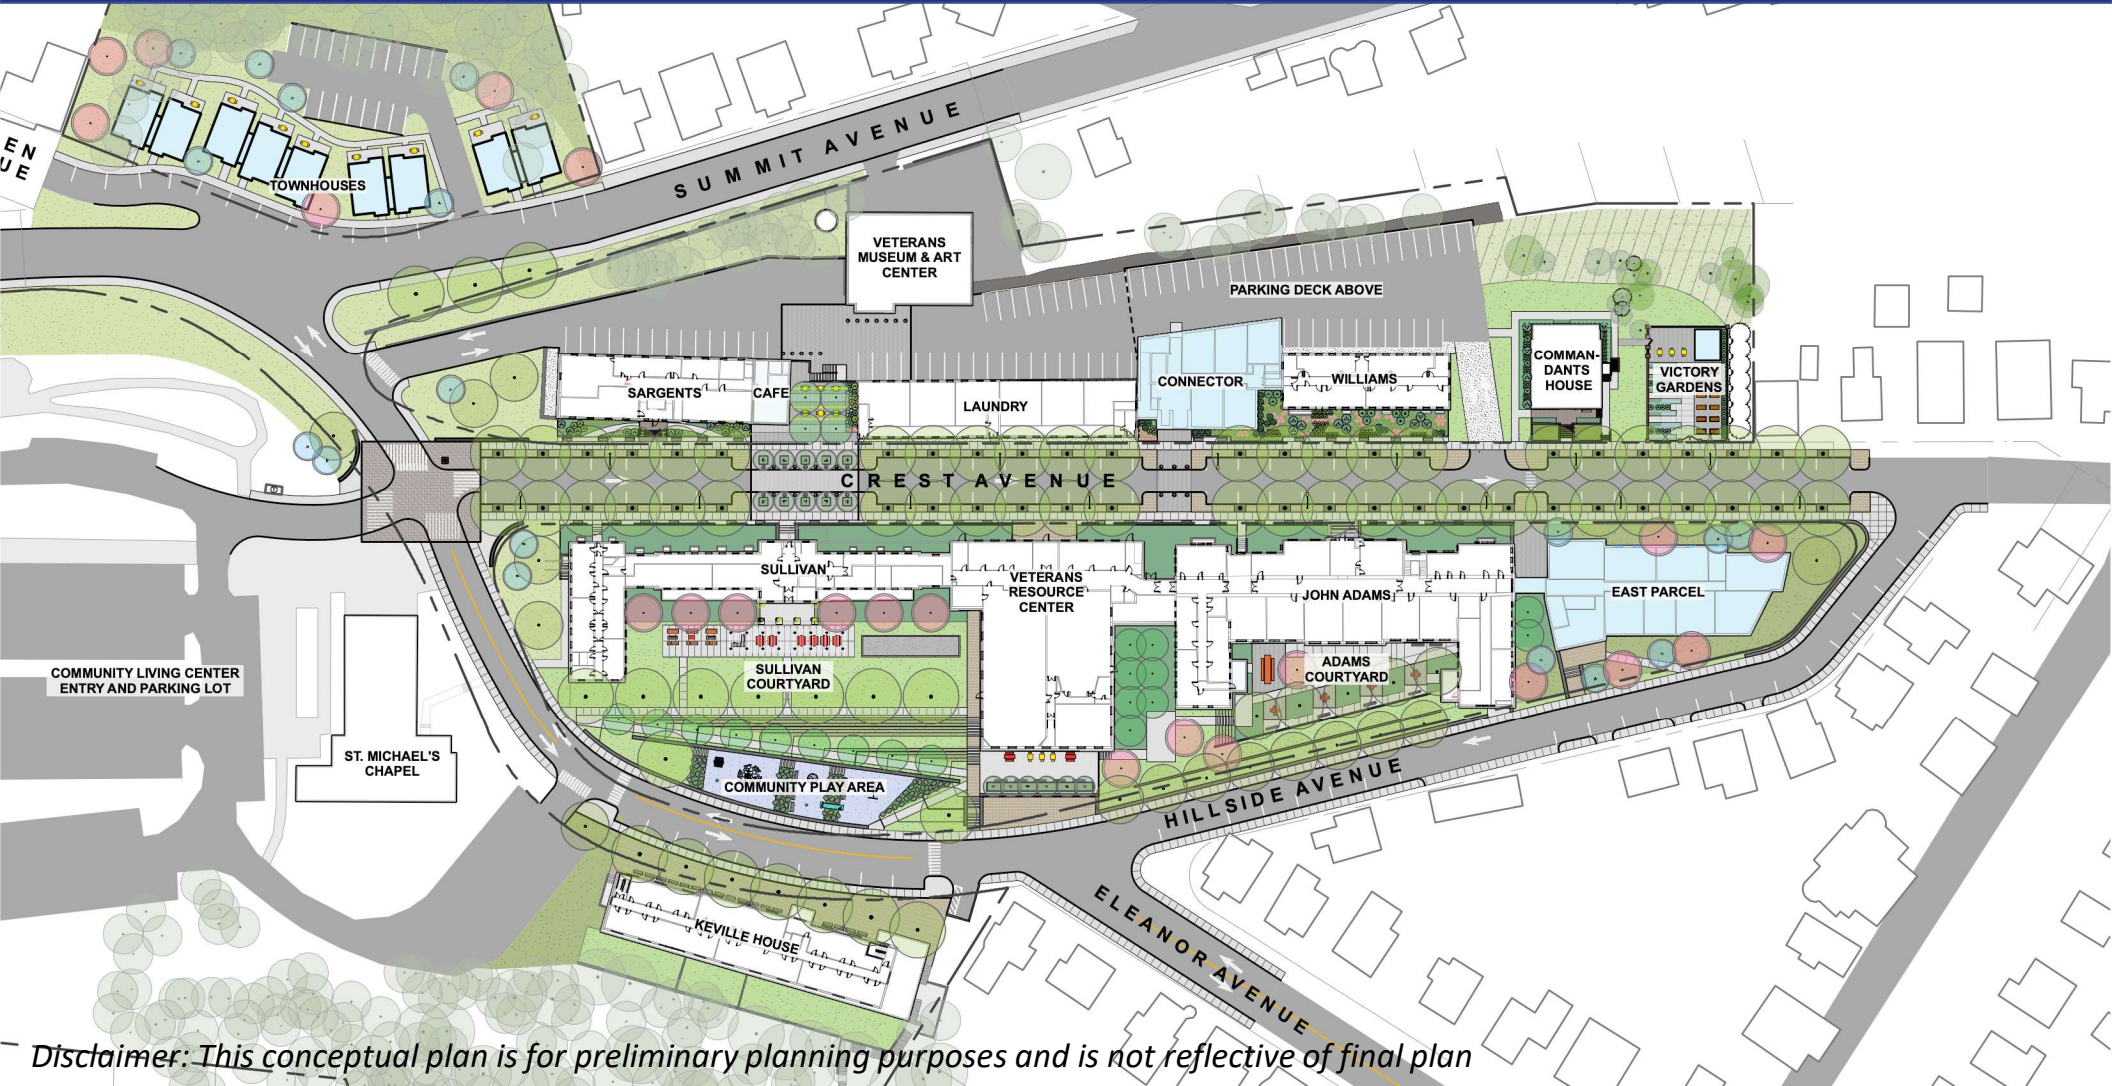 EN
UE
SUMMIT AVENUE
TOWNHOUSES
VETERANS
MUSEUM & ART
CENTER
PARKING DECK ABOVE
SARGENTS
CAFE
LAUNDRY
CONNECTOR
WILLIAMS
COMMAN-
DANTS
HOUSE
VICTORY
GARDENS
CREST AVENUE
SULLIVAN
VETERANS
RESOURCE
CENTER
JOHN ADAMS
EAST PARCEL
SULLIVAN
COURTYARD
ADAMS
COURTYARD
COMMUNITY LIVING CENTER
ENTRY AND PARKING LOT
ST. MICHAEL'S
CHAPEL
COMMUNITY PLAY AREA
HILLSIDE AVENUE
KEVILLE HOUSE
ELEANOR AVENUE
Disclaimer: This conceptual plan is for preliminary planning purposes and is not reflective of final plan